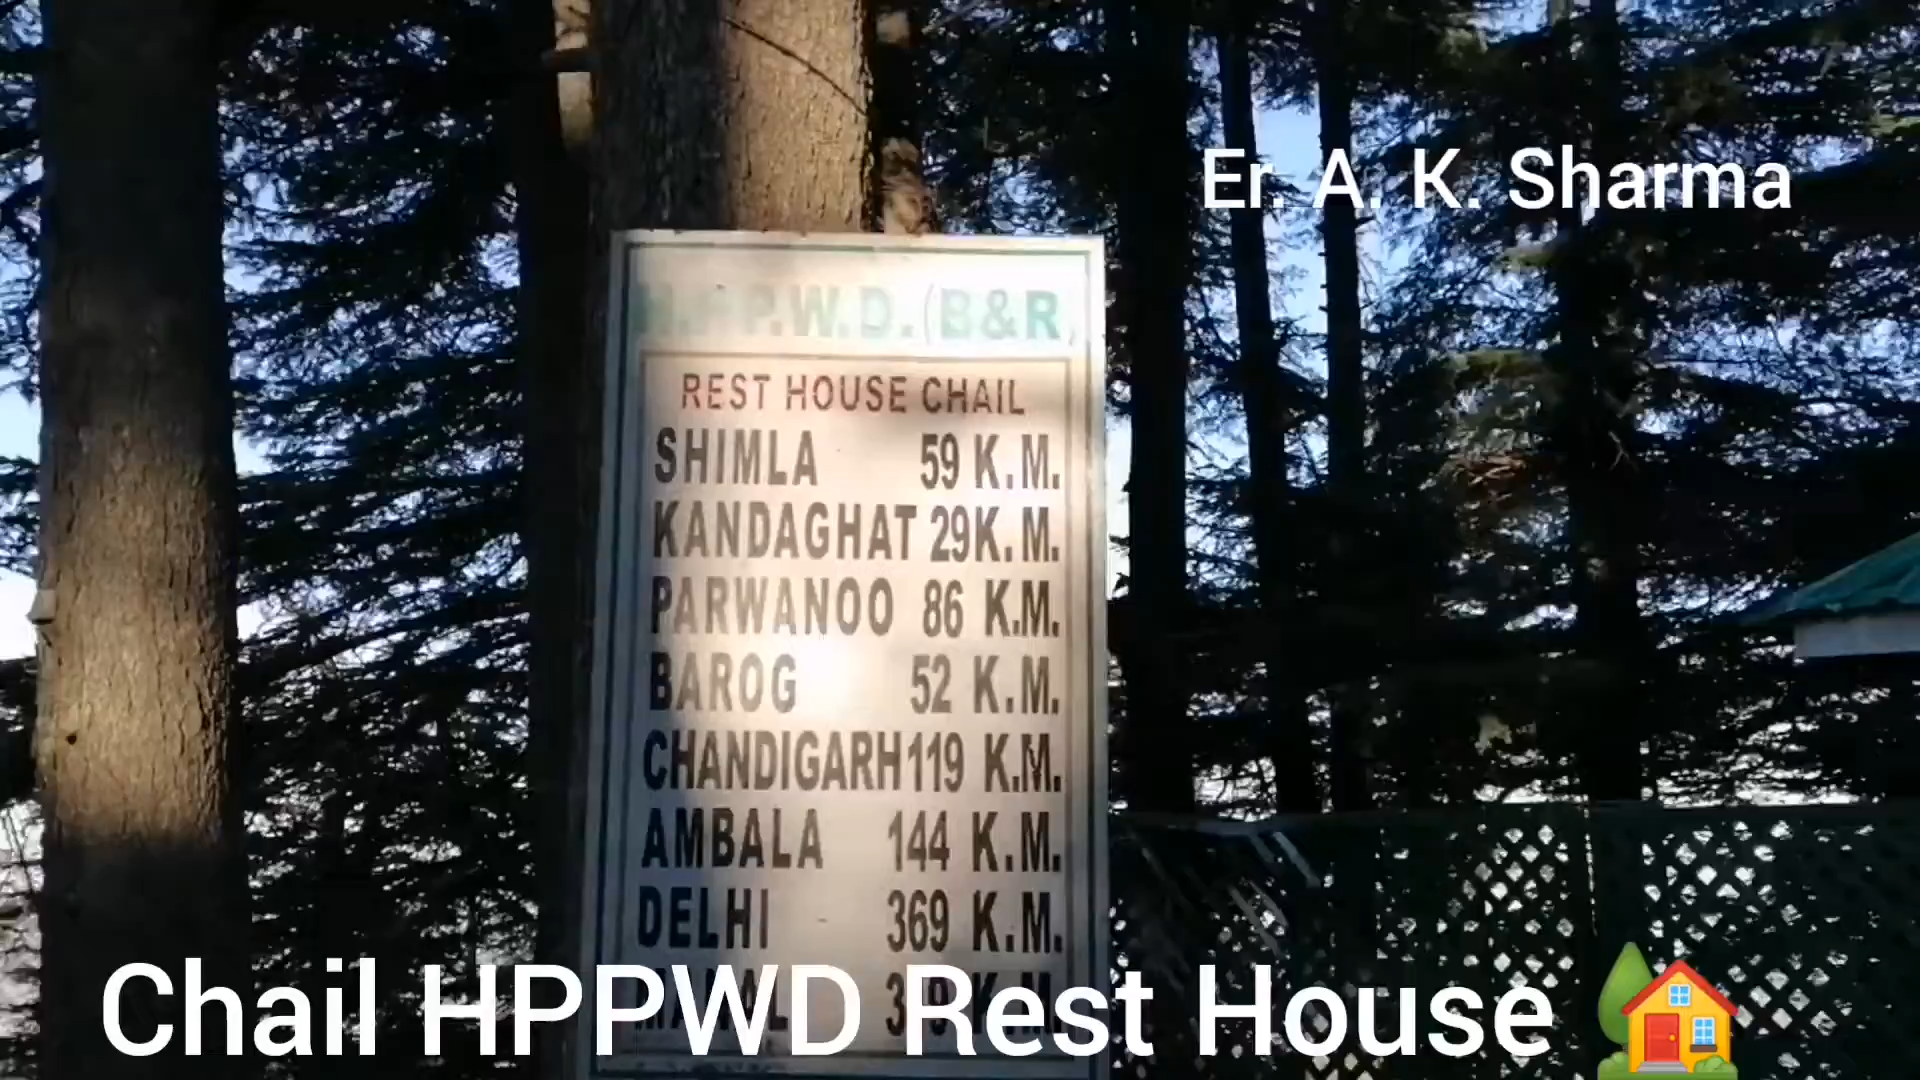 Er. A. K. Sharma
H.P.P.W.D. (B&R)
REST HOUSE CHAIL
SHIMLA 59 K.M.
KANDAGHAT 29K.M.
PARWANOO 86 K.M.
BAROG 52 K.M.
CHANDIGARH 119 K.M.
AMBALA 144 K.M.
DELHI 369 K.M.
Chail HPPWD Rest House